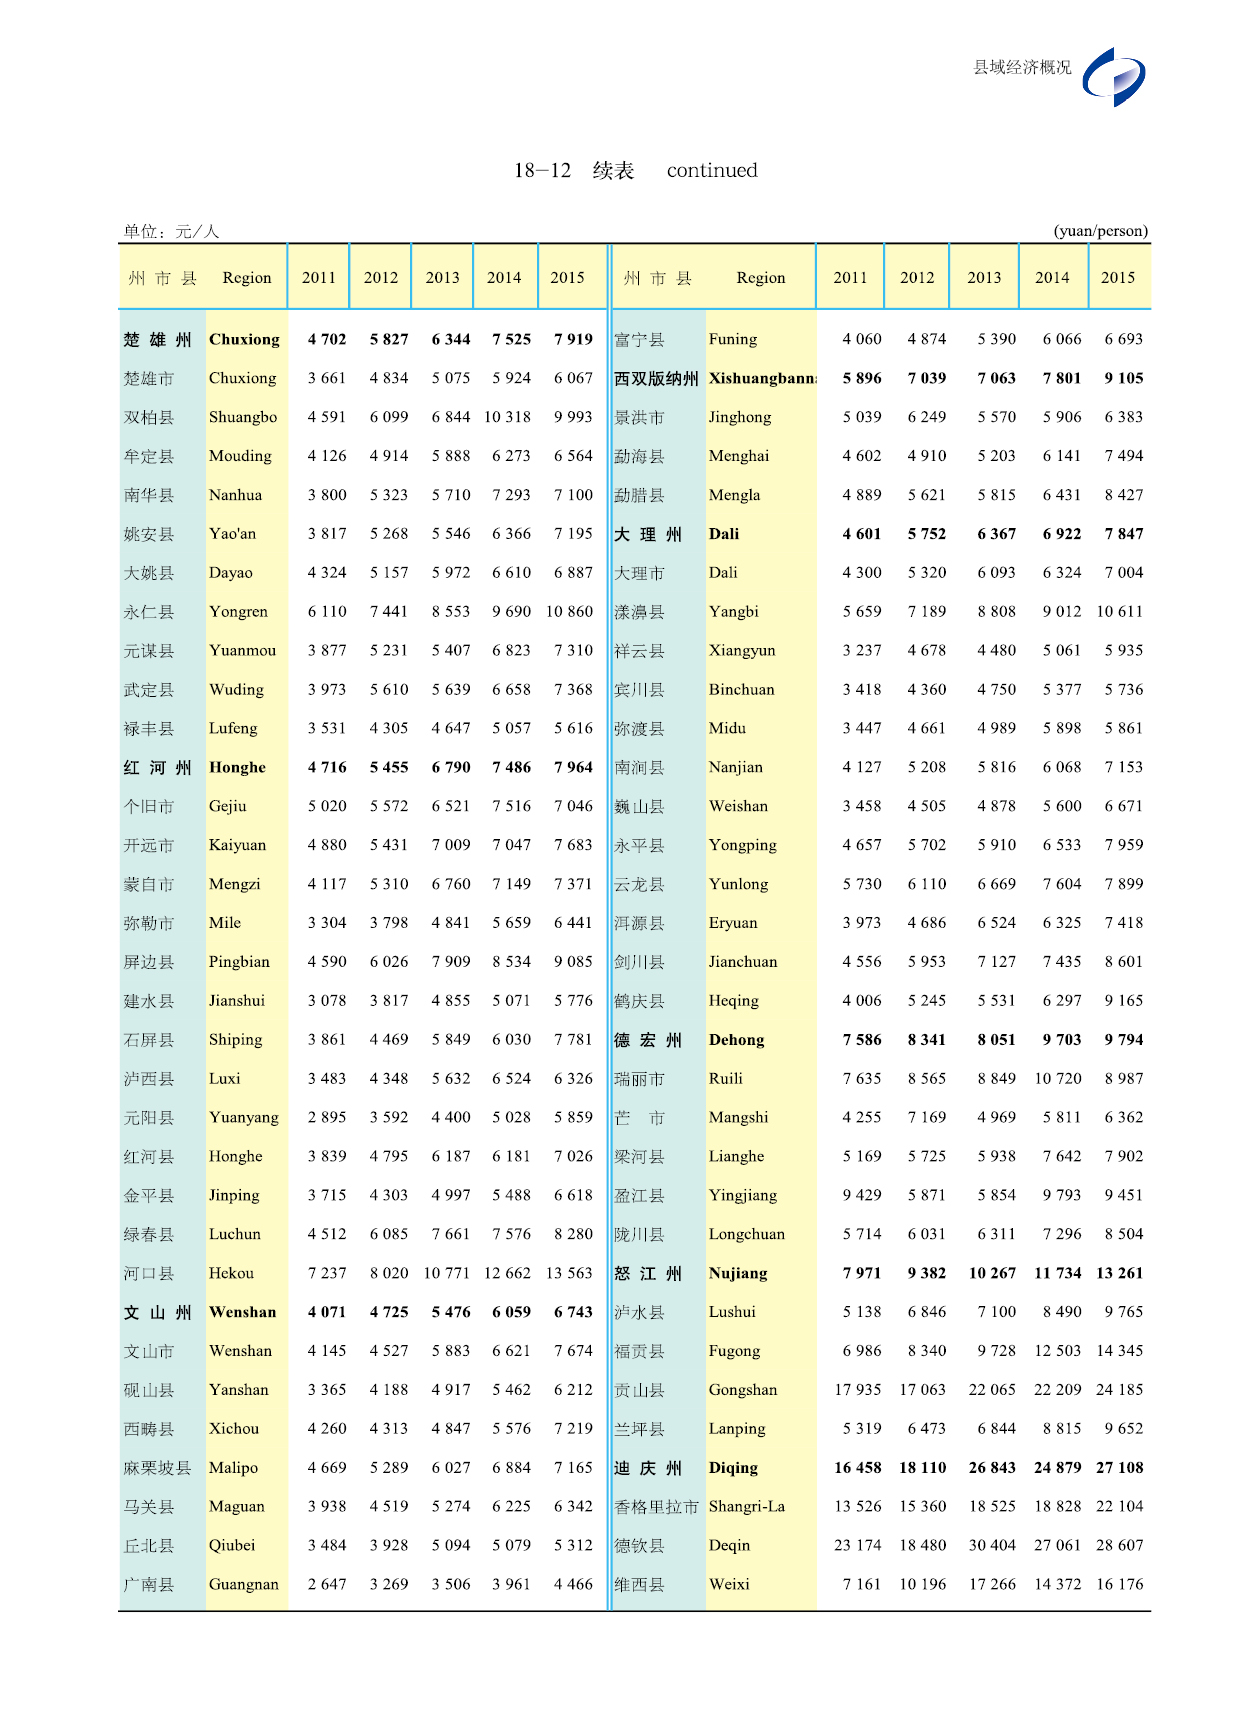 县域经济概况
18—12 续表 continued
单位：元/人 (yuan/person)
州 市 县 Region 2011 2012 2013 2014 2015 州 市 县 Region 2011 2012 2013 2014 2015
楚 雄 州 Chuxiong 4 702 5 827 6 344 7 525 7 919 富宁县 Funing 4 060 4 874 5 390 6 066 6 693
楚雄市 Chuxiong 3 661 4 834 5 075 5 924 6 067 西双版纳州 Xishuangbann 5 896 7 039 7 063 7 801 9 105
双柏县 Shuangbo 4 591 6 099 6 844 10 318 9 993 景洪市 Jinghong 5 039 6 249 5 570 5 906 6 383
牟定县 Mouding 4 126 4 914 5 888 6 273 6 564 勐海县 Menghai 4 602 4 910 5 203 6 141 7 494
南华县 Nanhua 3 800 5 323 5 710 7 293 7 100 勐腊县 Mengla 4 889 5 621 5 815 6 431 8 427
姚安县 Yao'an 3 817 5 268 5 546 6 366 7 195 大 理 州 Dali 4 601 5 752 6 367 6 922 7 847
大姚县 Dayao 4 324 5 157 5 972 6 610 6 887 大理市 Dali 4 300 5 320 6 093 6 324 7 004
永仁县 Yongren 6 110 7 441 8 553 9 690 10 860 漾濞县 Yangbi 5 659 7 189 8 808 9 012 10 611
元谋县 Yuanmou 3 877 5 231 5 407 6 823 7 310 祥云县 Xiangyun 3 237 4 678 4 480 5 061 5 935
武定县 Wuding 3 973 5 610 5 639 6 658 7 368 宾川县 Binchuan 3 418 4 360 4 750 5 377 5 736
禄丰县 Lufeng 3 531 4 305 4 647 5 057 5 616 弥渡县 Midu 3 447 4 661 4 989 5 898 5 861
红 河 州 Honghe 4 716 5 455 6 790 7 486 7 964 南涧县 Nanjian 4 127 5 208 5 816 6 068 7 153
个旧市 Gejiu 5 020 5 572 6 521 7 516 7 046 巍山县 Weishan 3 458 4 505 4 878 5 600 6 671
开远市 Kaiyuan 4 880 5 431 7 009 7 047 7 683 永平县 Yongping 4 657 5 702 5 910 6 533 7 959
蒙自市 Mengzi 4 117 5 310 6 760 7 149 7 371 云龙县 Yunlong 5 730 6 110 6 669 7 604 7 899
弥勒市 Mile 3 304 3 798 4 841 5 659 6 441 洱源县 Eryuan 3 973 4 686 6 524 6 325 7 418
屏边县 Pingbian 4 590 6 026 7 909 8 534 9 085 剑川县 Jianchuan 4 556 5 953 7 127 7 435 8 601
建水县 Jianshui 3 078 3 817 4 855 5 071 5 776 鹤庆县 Heqing 4 006 5 245 5 531 6 297 9 165
石屏县 Shiping 3 861 4 469 5 849 6 030 7 781 德 宏 州 Dehong 7 586 8 341 8 051 9 703 9 794
泸西县 Luxi 3 483 4 348 5 632 6 524 6 326 瑞丽市 Ruili 7 635 8 565 8 849 10 720 8 987
元阳县 Yuanyang 2 895 3 592 4 400 5 028 5 859 芒 市 Mangshi 4 255 7 169 4 969 5 811 6 362
红河县 Honghe 3 839 4 795 6 187 6 181 7 026 梁河县 Lianghe 5 169 5 725 5 938 7 642 7 902
金平县 Jinping 3 715 4 303 4 997 5 488 6 618 盈江县 Yingjiang 9 429 5 871 5 854 9 793 9 451
绿春县 Luchun 4 512 6 085 7 661 7 576 8 280 陇川县 Longchuan 5 714 6 031 6 311 7 296 8 504
河口县 Hekou 7 237 8 020 10 771 12 662 13 563 怒 江 州 Nujiang 7 971 9 382 10 267 11 734 13 261
文 山 州 Wenshan 4 071 4 725 5 476 6 059 6 743 泸水县 Lushui 5 138 6 846 7 100 8 490 9 765
文山市 Wenshan 4 145 4 527 5 883 6 621 7 674 福贡县 Fugong 6 986 8 340 9 728 12 503 14 345
砚山县 Yanshan 3 365 4 188 4 917 5 462 6 212 贡山县 Gongshan 17 935 17 063 22 065 22 209 24 185
西畴县 Xichou 4 260 4 313 4 847 5 576 7 219 兰坪县 Lanping 5 319 6 473 6 844 8 815 9 652
麻栗坡县 Malipo 4 669 5 289 6 027 6 884 7 165 迪 庆 州 Diqing 16 458 18 110 26 843 24 879 27 108
马关县 Maguan 3 938 4 519 5 274 6 225 6 342 香格里拉市 Shangri-La 13 526 15 360 18 525 18 828 22 104
丘北县 Qiubei 3 484 3 928 5 094 5 079 5 312 德钦县 Deqin 23 174 18 480 30 404 27 061 28 607
广南县 Guangnan 2 647 3 269 3 506 3 961 4 466 维西县 Weixi 7 161 10 196 17 266 14 372 16 176